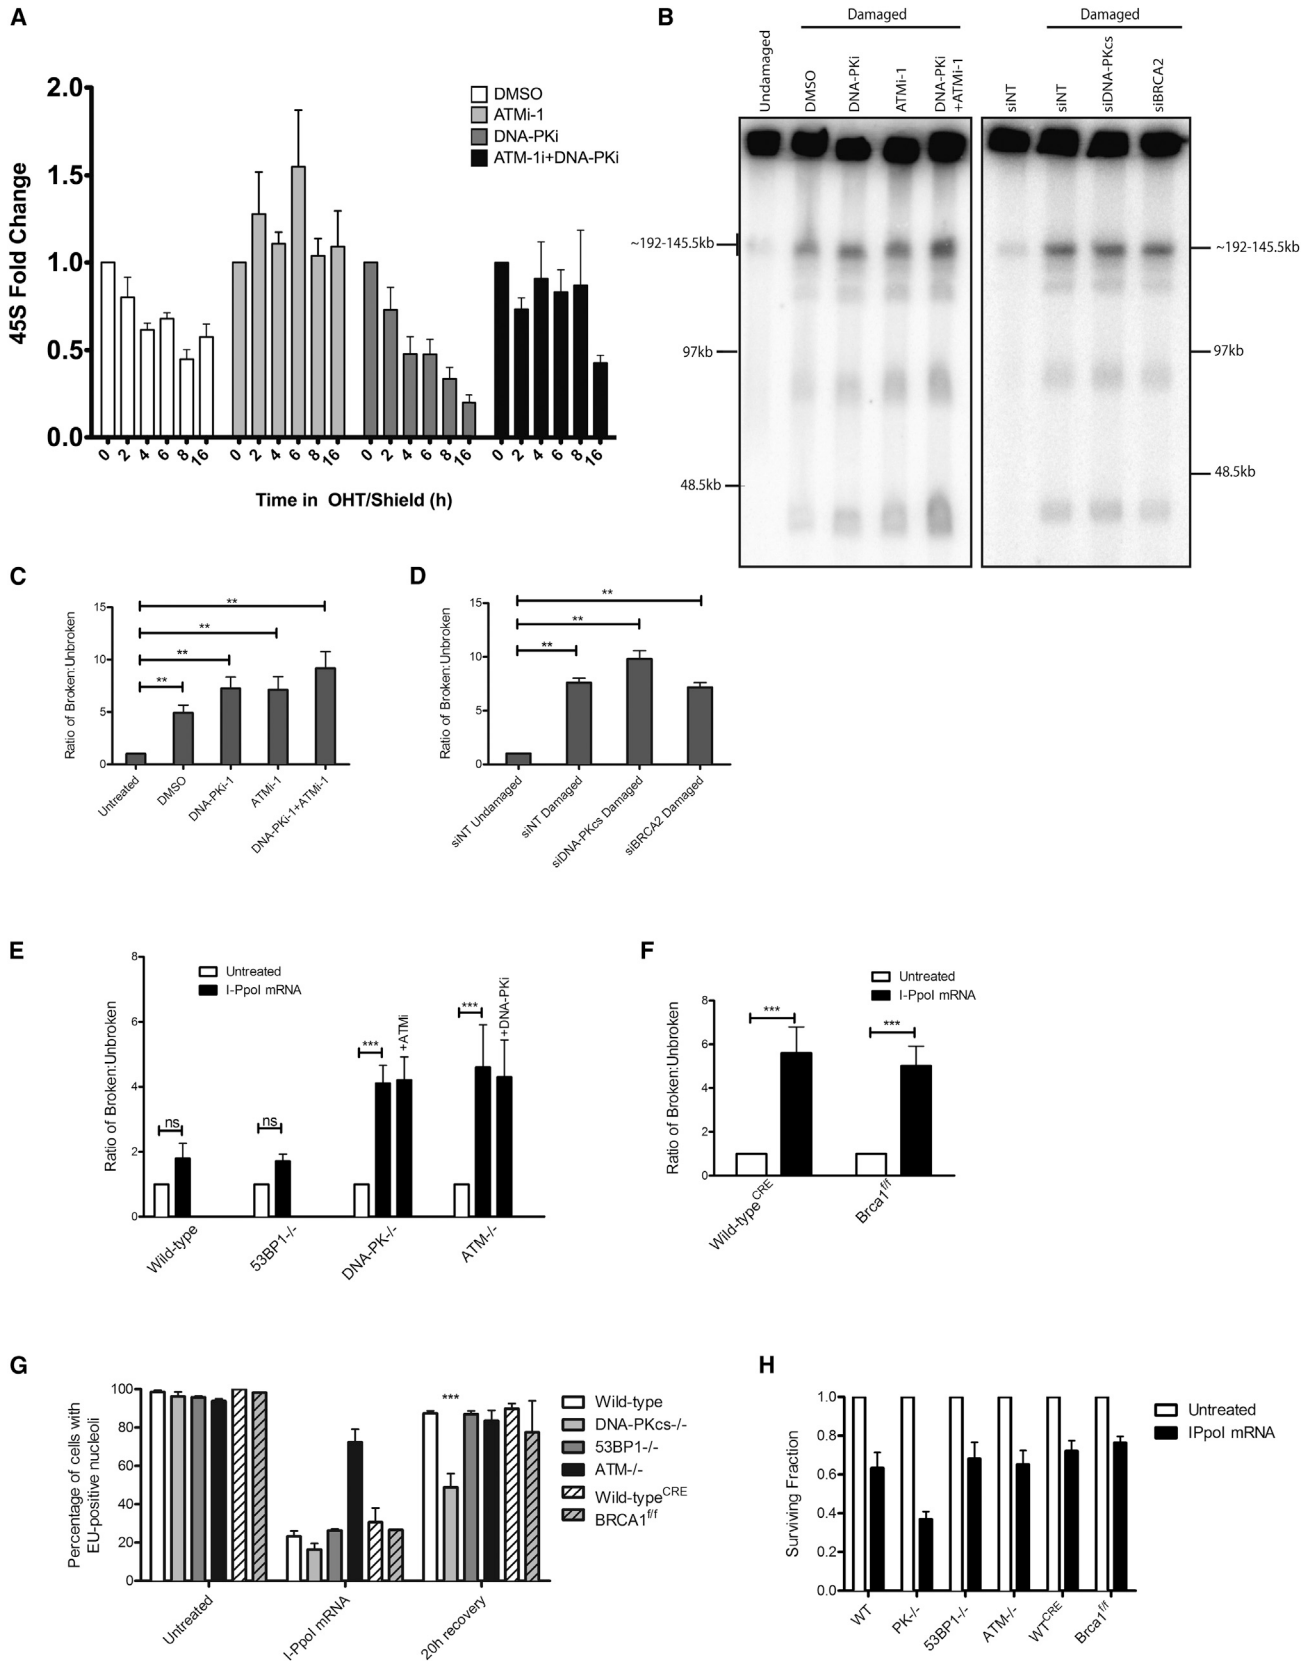 A
2.0
1.5
1.0
0.5
0.0
45S Fold Change
DMSO
ATMi-1
DNA-PKi
ATM-1i+DNA-PKi
0 2 4 6 8 16 0 2 4 6 8 16 0 2 4 6 8 16 0 2 4 6 8 16
Time in OHT/Shield (h)
B
Damaged
Damaged
Undamaged
DMSO
DNA-PKi
ATMi-1
DNA-PKi
+ATMi-1
siNT
siNT
siDNA-PKcs
siBRCA2
~192-145.5kb
97kb
48.5kb
~192-145.5kb
97kb
48.5kb
C
Ratio of Broken:Unbroken
15
10
5
0
**
**
**
**
Untreated
DMSO
DNA-PKi-1
ATMi-1
DNA-PKi-1+ATMi-1
D
Ratio of Broken:Unbroken
15
10
5
0
**
**
**
siNT Undamaged
siNT Damaged
siDNA-PKcs Damaged
siBRCA2 Damaged
E
Ratio of Broken:Unbroken
8
6
4
2
0
Untreated
I-PpoI mRNA
ns
ns
***
+ATMi
***
+DNA-PKi
Wild-type
53BP1-/-
DNA-PK-/-
ATM-/-
F
Ratio of Broken:Unbroken
8
6
4
2
0
Untreated
I-PpoI mRNA
***
***
Wild-type CRE
Brca1 f/f
G
Percentage of cells with
EU-positive nucleoli
100
80
60
40
20
0
***
Wild-type
DNA-PKcs-/-
53BP1-/-
ATM-/-
Wild-type CRE
BRCA1 f/f
Untreated
I-PpoI mRNA
20h recovery
H
Surviving Fraction
1.0
0.8
0.6
0.4
0.2
0.0
Untreated
IPpoI mRNA
WT
PK-/-
53BP1-/-
ATM-/-
WT CRE
Brca1 f/f